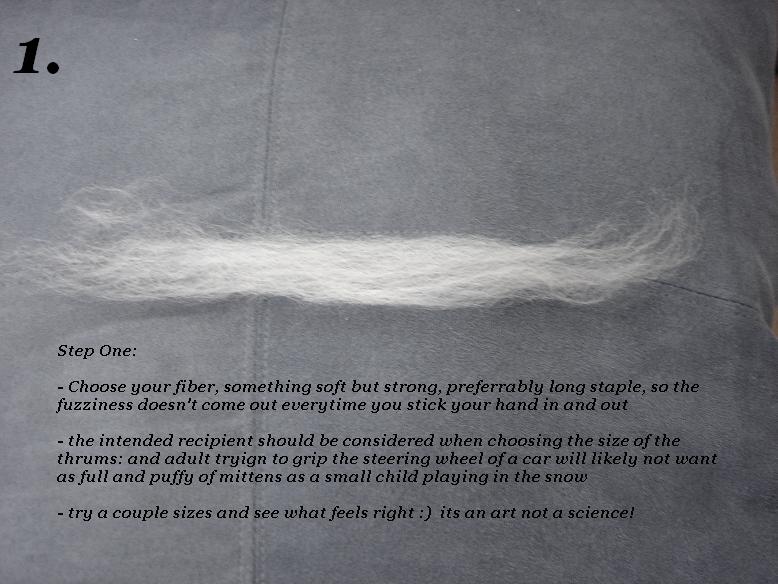 1.
Step One:
- Choose your fiber, something soft but strong, preferrably long staple, so the
fuzziness doesn't come out everytime you stick your hand in and out
- the intended recipient should be considered when choosing the size of the
thrums: and adult tryign to grip the steering wheel of a car will likely not want
as full and puffy of mittens as a small child playing in the snow
- try a couple sizes and see what feels right :) its an art not a science!